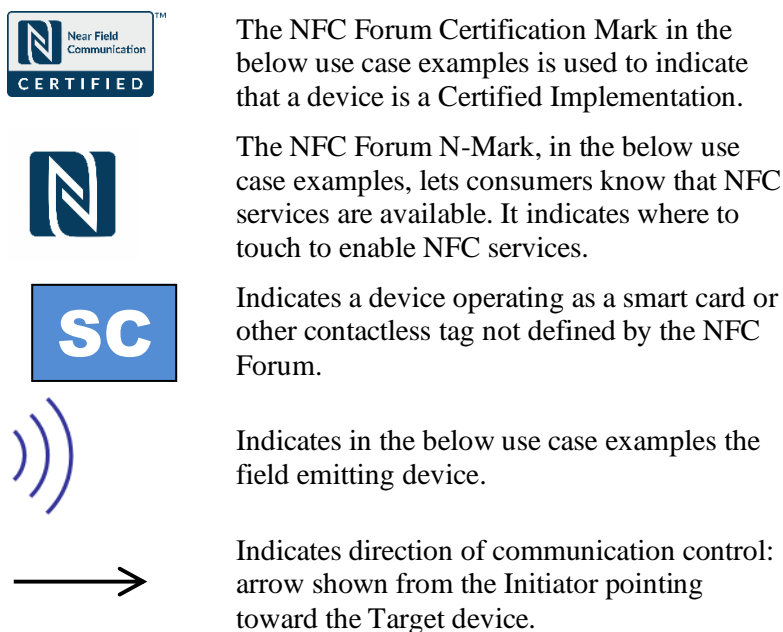 Near Field
Communication
CERTIFIED
TM
The NFC Forum Certification Mark in the
below use case examples is used to indicate
that a device is a Certified Implementation.
N
The NFC Forum N-Mark, in the below use
case examples, lets consumers know that NFC
services are available. It indicates where to
touch to enable NFC services.
SC
Indicates a device operating as a smart card or
other contactless tag not defined by the NFC
Forum.
Indicates in the below use case examples the
field emitting device.
Indicates direction of communication control:
arrow shown from the Initiator pointing
toward the Target device.